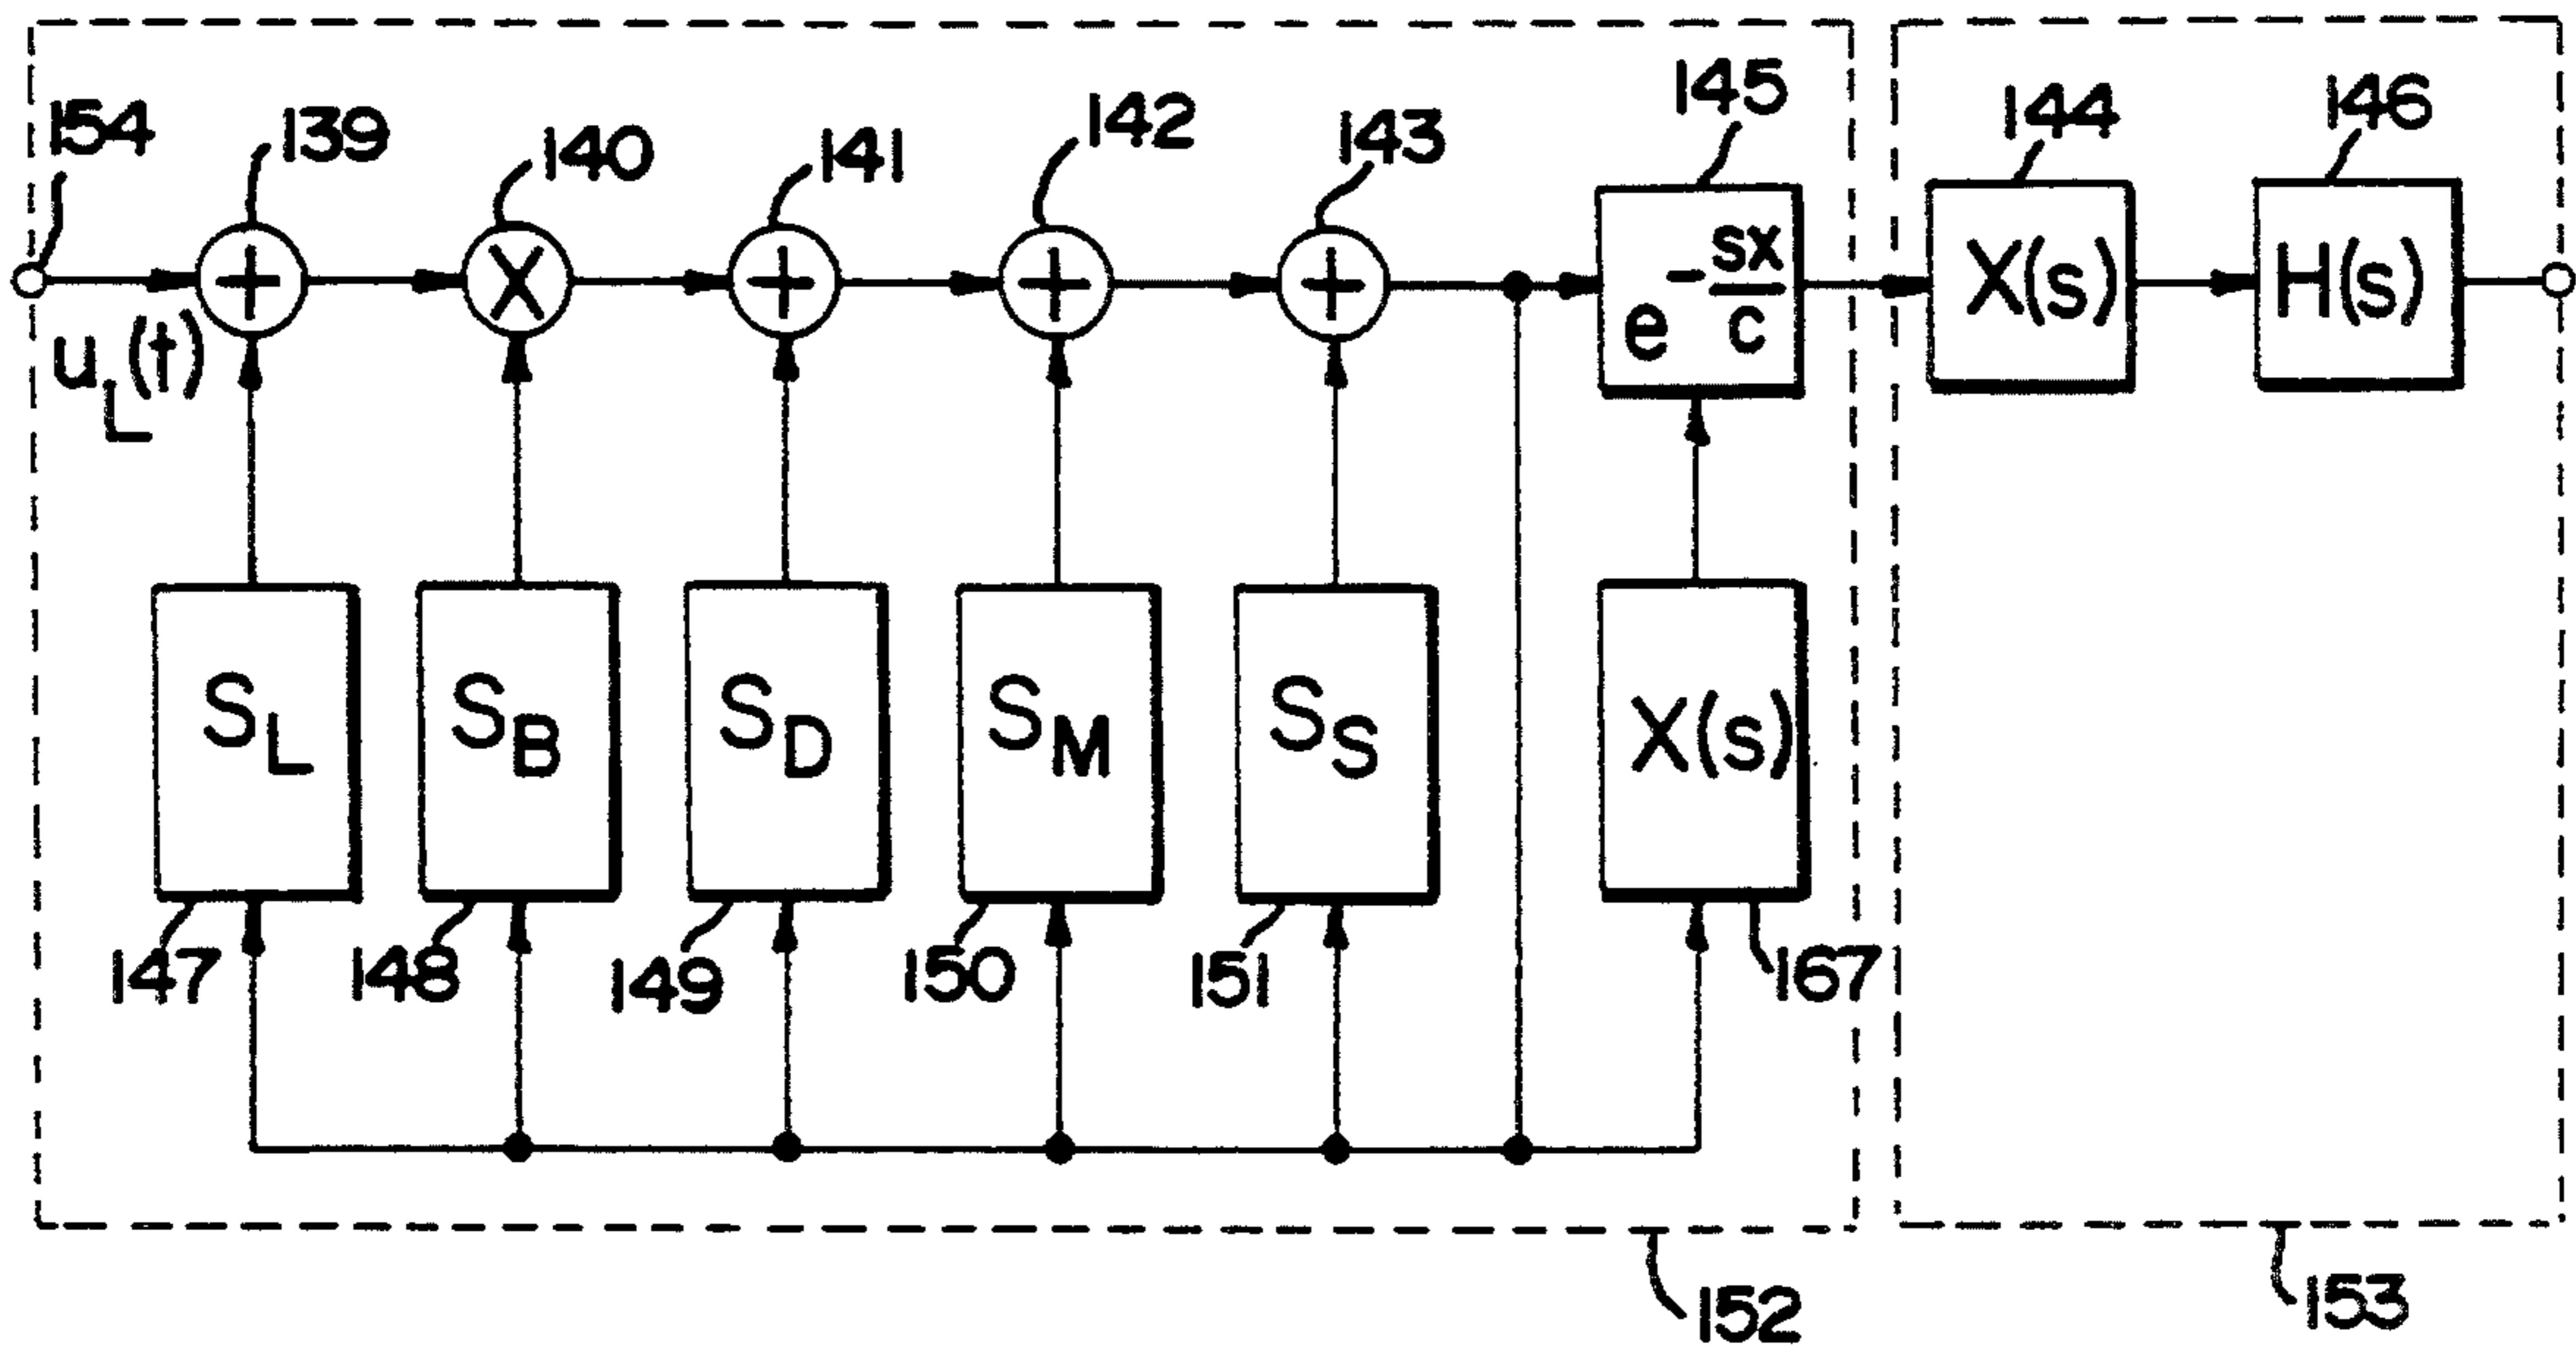 154
139
140
141
142
143
145
144
146
+
×
+
+
+
e^{-\frac{sx}{c}}
X(s)
H(s)
u_L(t)
S_L
S_B
S_D
S_M
S_S
X(s)
147
148
149
150
151
167
152
153